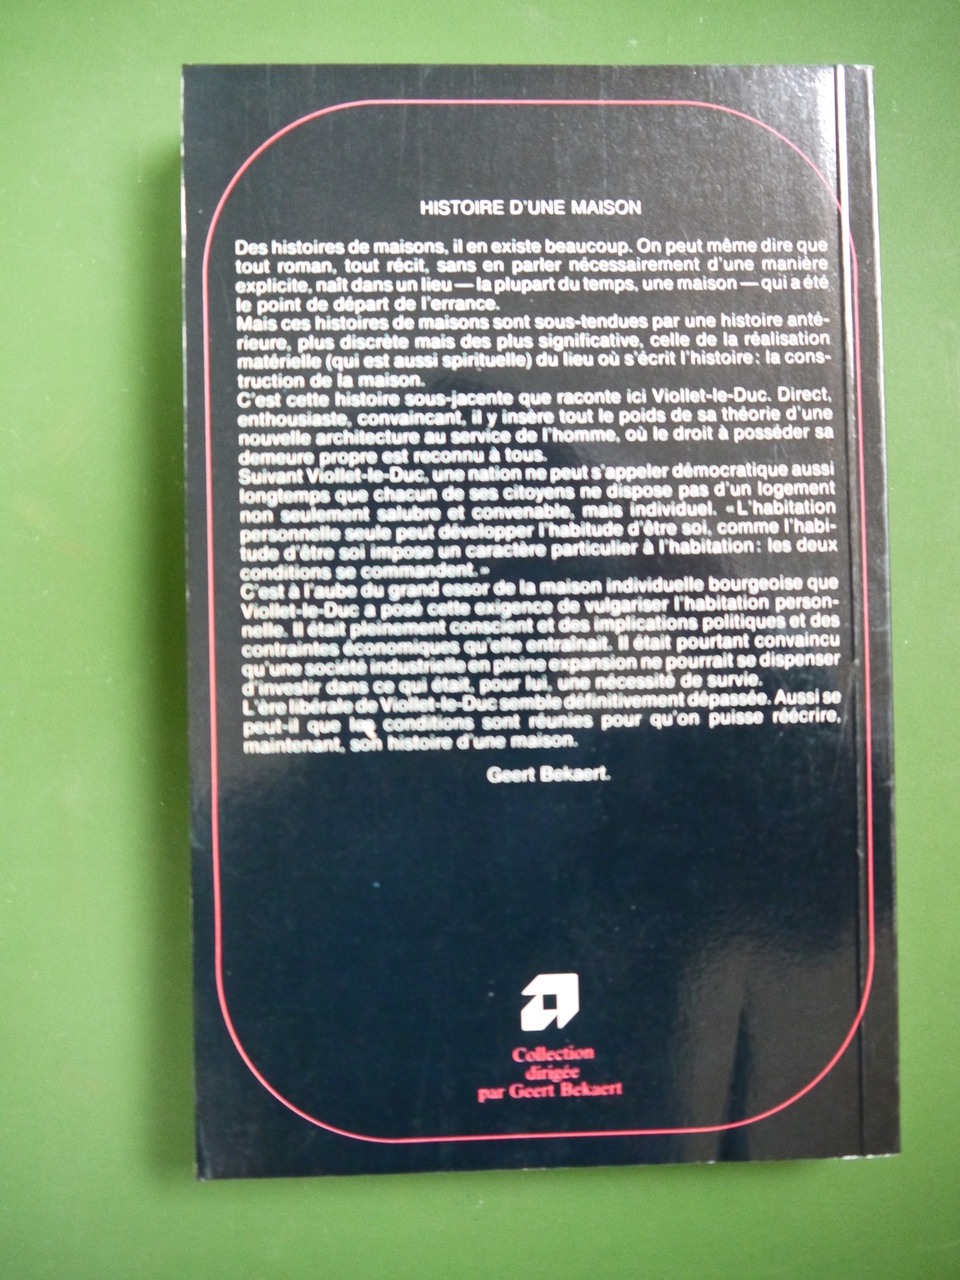 HISTOIRE D'UNE MAISON
Des histoires de maisons, il en existe beaucoup. On peut même dire que
tout roman, tout récit, sans en parler nécessairement d'une manière
explicite, naît dans un lieu — la plupart du temps, une maison — qui a été
le point de départ de l'errance.
Mais ces histoires de maisons sont sous-tendues par une histoire anté-
rieure, plus discrète mais des plus significative, celle de la réalisation
matérielle (qui est aussi spirituelle) du lieu où s'écrit l'histoire : la cons-
truction de la maison.
C'est cette histoire sous-jacente que raconte ici Viollet-le-Duc. Direct,
enthousiaste, convaincant, il y insère tout le poids de sa théorie d'une
nouvelle architecture au service de l'homme, où le droit à posséder sa
demeure propre est reconnu à tous.
Suivant Viollet-le-Duc, une nation ne peut s'appeler démocratique aussi
longtemps que chacun de ses citoyens ne dispose pas d'un logement
non seulement salubre et convenable, mais individuel. « L'habitation
personnelle seule peut développer l'habitude d'être soi, comme l'habi-
tude d'être soi impose un caractère particulier à l'habitation : les deux
conditions se commandent. »
C'est à l'aube du grand essor de la maison individuelle bourgeoise que
Viollet-le-Duc a posé cette exigence de vulgariser l'habitation person-
nelle. Il était pleinement conscient et des implications politiques et des
contraintes économiques qu'elle entraînait. Il était pourtant convaincu
qu'une société industrielle en pleine expansion ne pourrait se dispenser
d'investir dans ce qui était, pour lui, une nécessité de survie.
L'ère libérale de Viollet-le-Duc semble définitivement dépassée. Aussi se
peut-il que les conditions sont réunies pour qu'on puisse réécrire,
maintenant, son histoire d'une maison.
Geert Bekaert.
Collection
dirigée
par Geert Bekaert